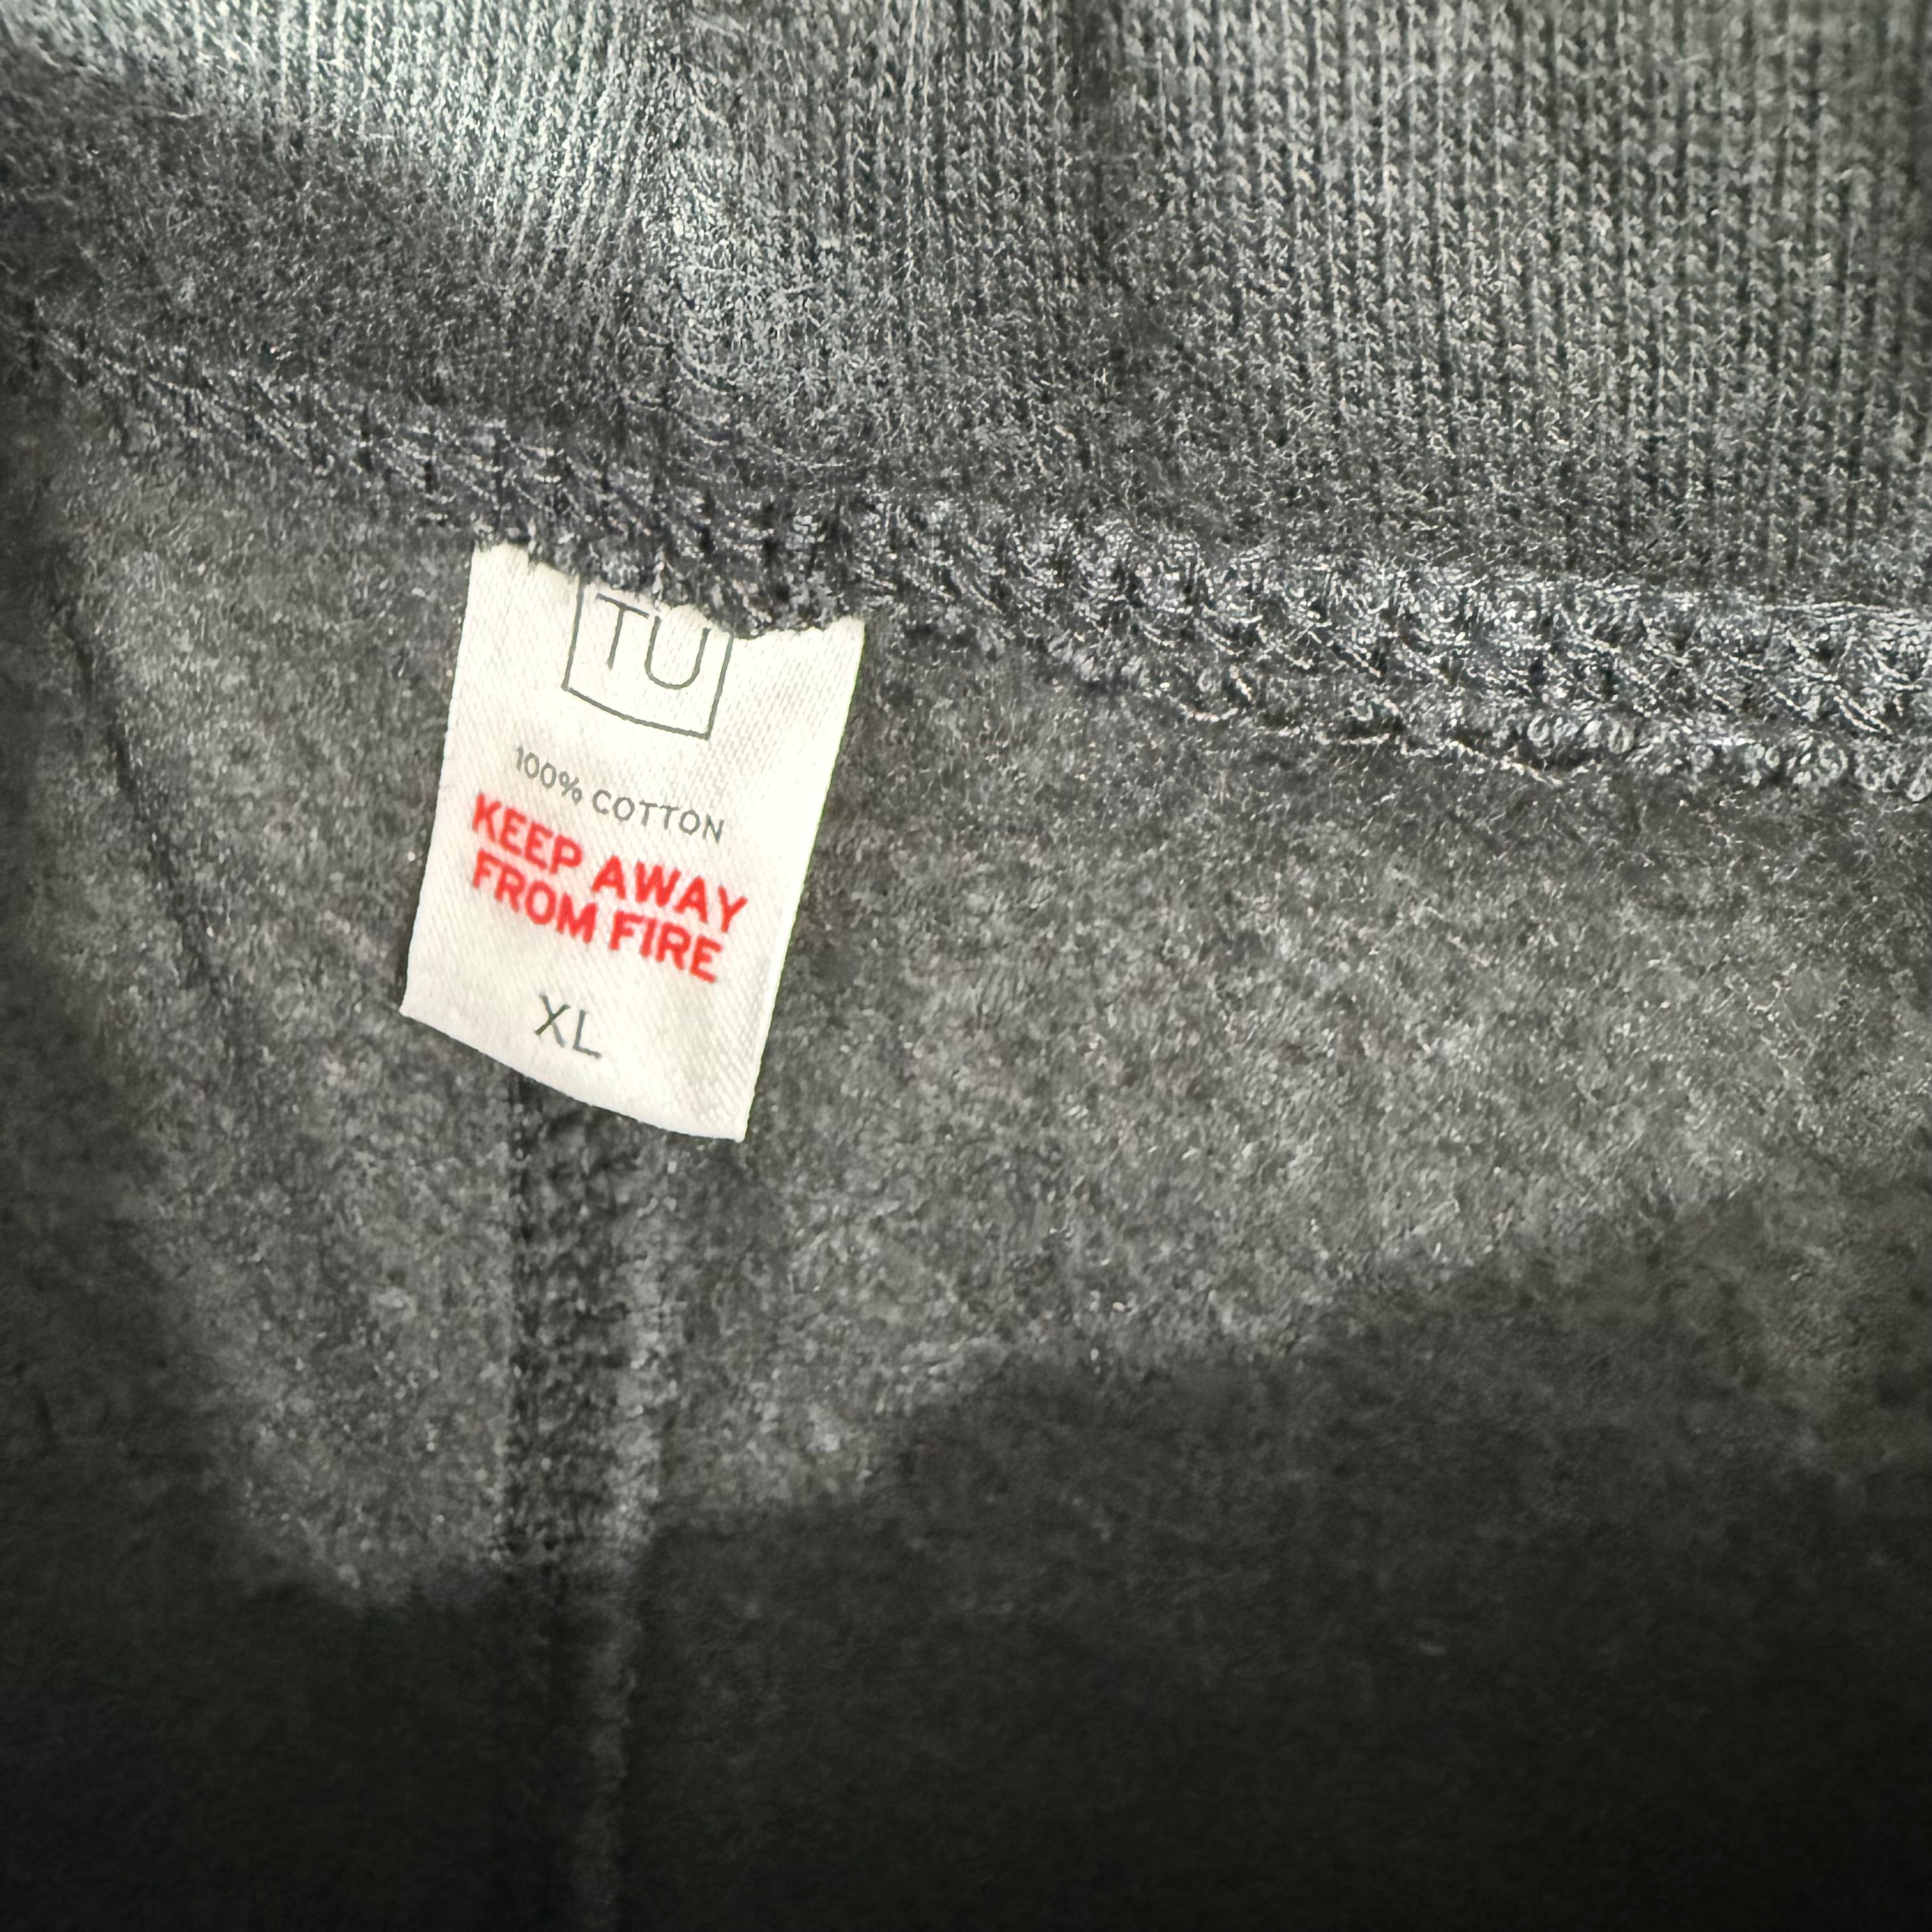 TU
100% COTTON
KEEP AWAY
FROM FIRE
XL